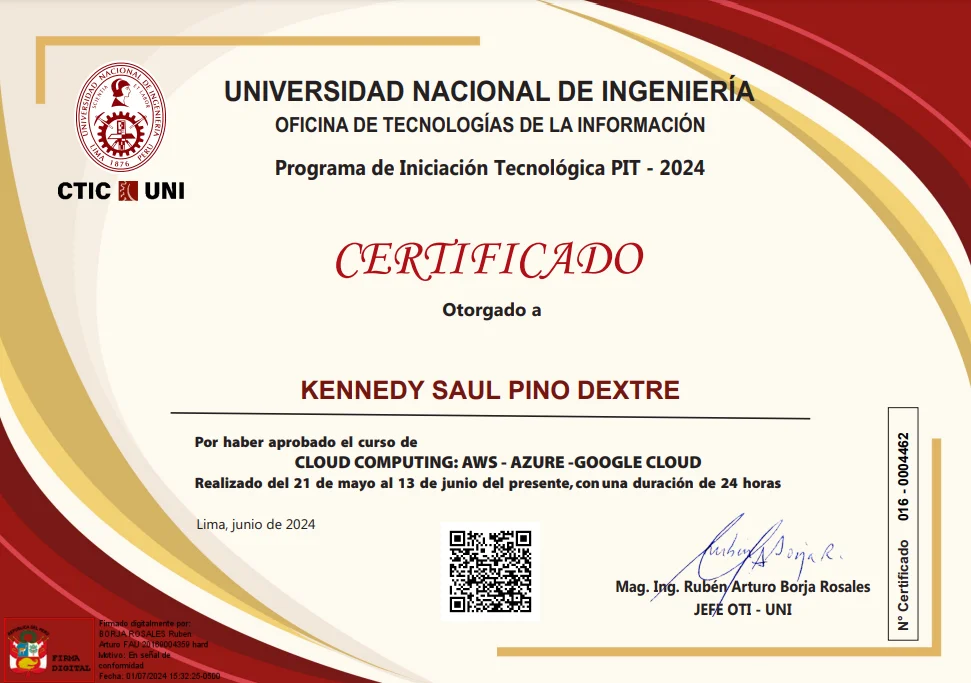 UNIVERSIDAD NACIONAL DE INGENIERÍA
OFICINA DE TECNOLOGÍAS DE LA INFORMACIÓN
Programa de Iniciación Tecnológica PIT - 2024
UNIVERSIDAD NACIONAL DE INGENIERIA
SCIENTIA ET LABOR
LIMA 1876 PERU
CTIC UNI
CERTIFICADO
Otorgado a
KENNEDY SAUL PINO DEXTRE
Por haber aprobado el curso de
CLOUD COMPUTING: AWS - AZURE -GOOGLE CLOUD
Realizado del 21 de mayo al 13 de junio del presente, con una duración de 24 horas
Lima, junio de 2024
Mag. Ing. Rubén Arturo Borja Rosales
JEFE OTI - UNI
N° Certificado 016 - 0004462
FIRMA
DIGITAL
Firmado digitalmente por:
BORJA ROSALES Ruben
Arturo FAU 20169004359 hard
Motivo: En señal de
conformidad
Fecha: 01/07/2024 15:32:25-0500